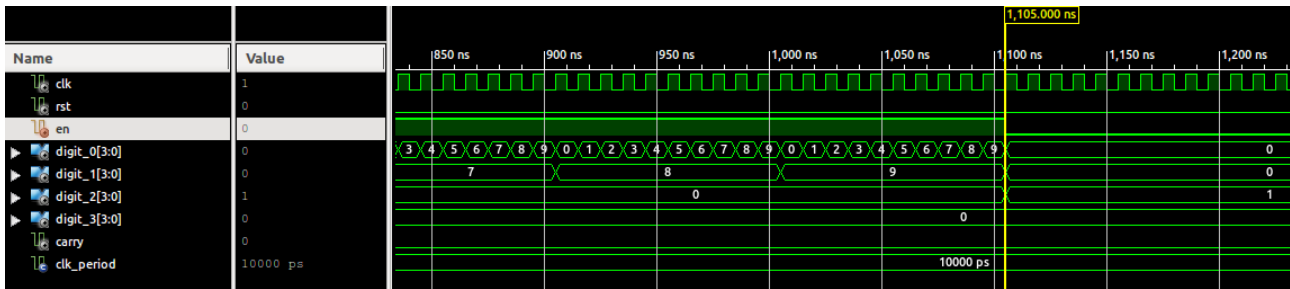 1,105.000 ns
Name Value 850 ns 900 ns 950 ns 1,000 ns 1,050 ns 1,100 ns 1,150 ns 1,200 ns
clk 1
rst 0
en 0
digit_0[3:0] 0 3 4 5 6 7 8 9 0 1 2 3 4 5 6 7 8 9 0 1 2 3 4 5 6 7 8 9 0
digit_1[3:0] 0 7 8 9 0
digit_2[3:0] 1 0 1
digit_3[3:0] 0 0
carry 0
clk_period 10000 ps 10000 ps